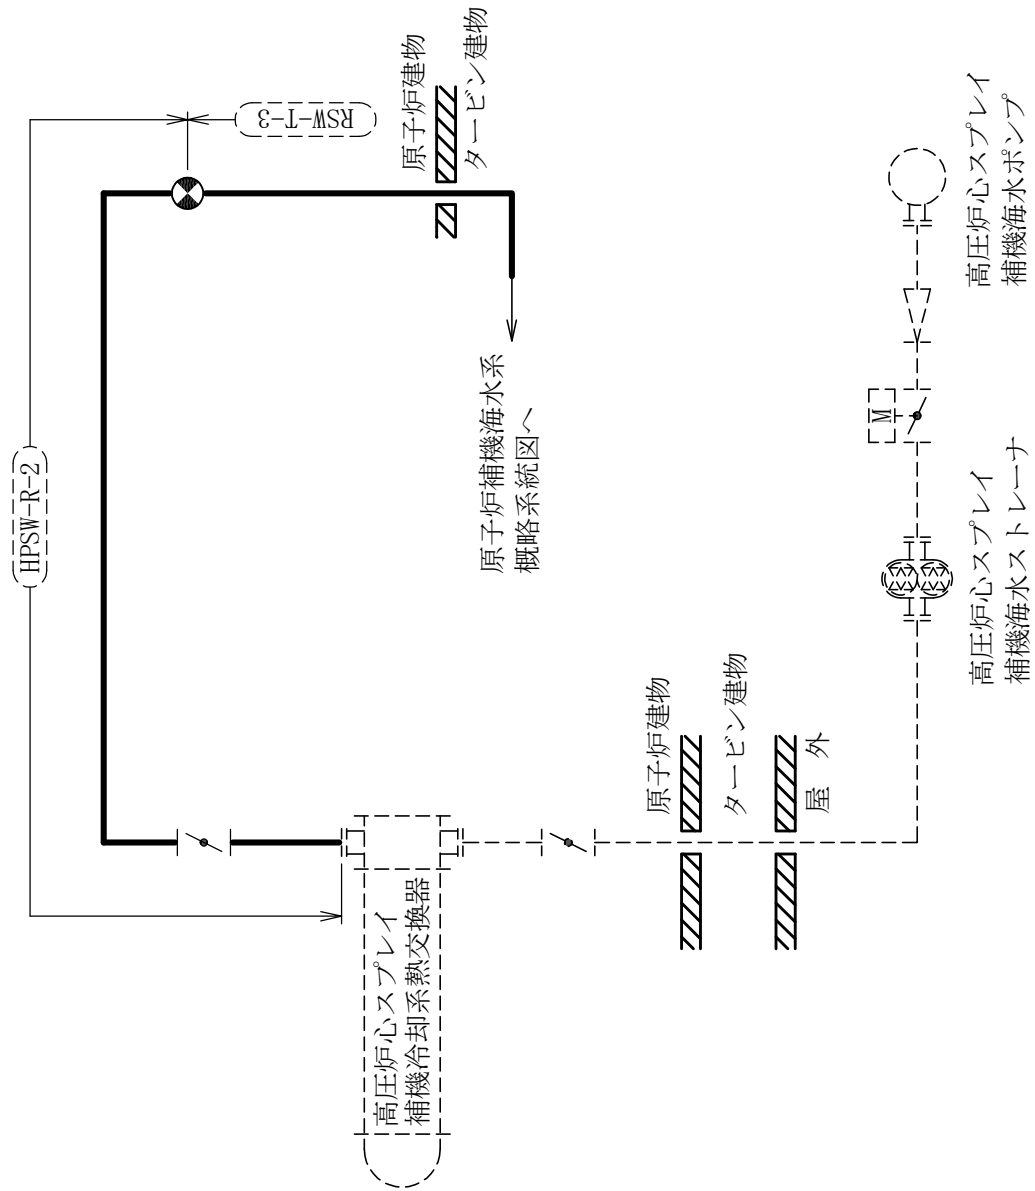 HPSW-R-2
RSW-T-3
原子炉建物
タービン建物
原子炉補機海水系
概略系統図へ
高圧炉心スプレイ
補機冷却系熱交換器
原子炉建物
タービン建物
屋 外
M
高圧炉心スプレイ
補機海水ポンプ
高圧炉心スプレイ
補機海水ストレーナ